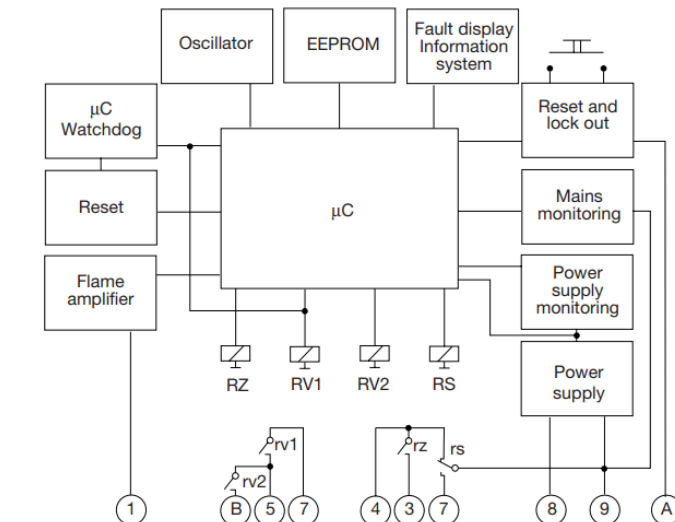 Oscillator
EEPROM
Fault display
Information
system
µC
Watchdog
Reset and
lock out
Reset
µC
Mains
monitoring
Flame
amplifier
Power
supply
monitoring
Power
supply
RZ
RV1
RV2
RS
rv1
rz
rs
rv2
1
B
5
7
4
3
7
8
9
A